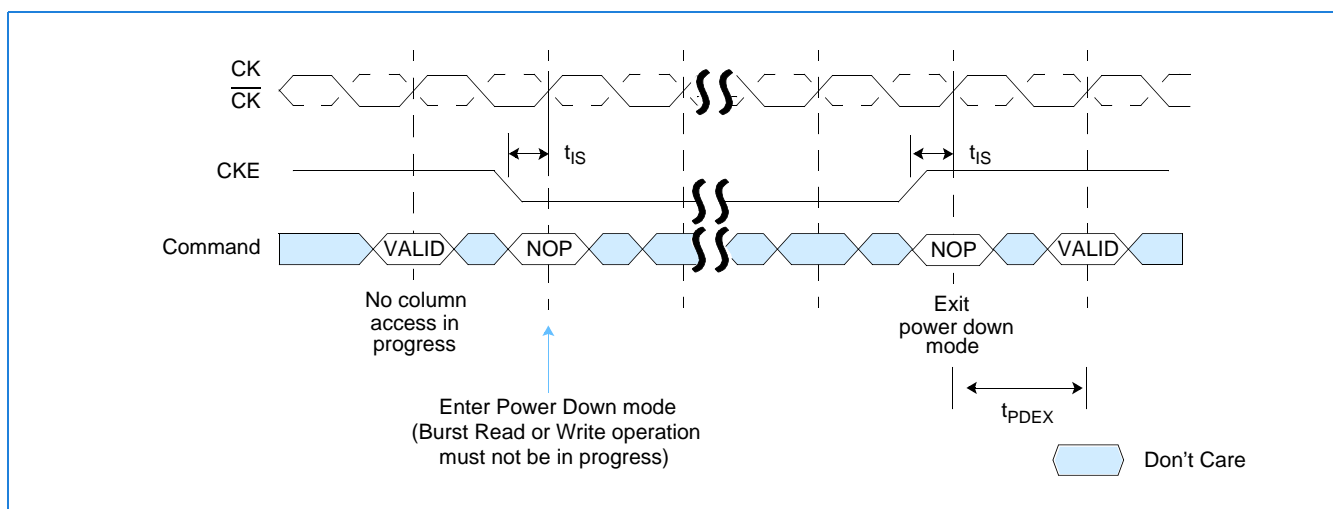 CK
CK
tIS
tIS
CKE
Command
VALID
NOP
NOP
VALID
No column
access in
progress
Exit
power down
mode
Enter Power Down mode
(Burst Read or Write operation
must not be in progress)
tPDEX
Don't Care